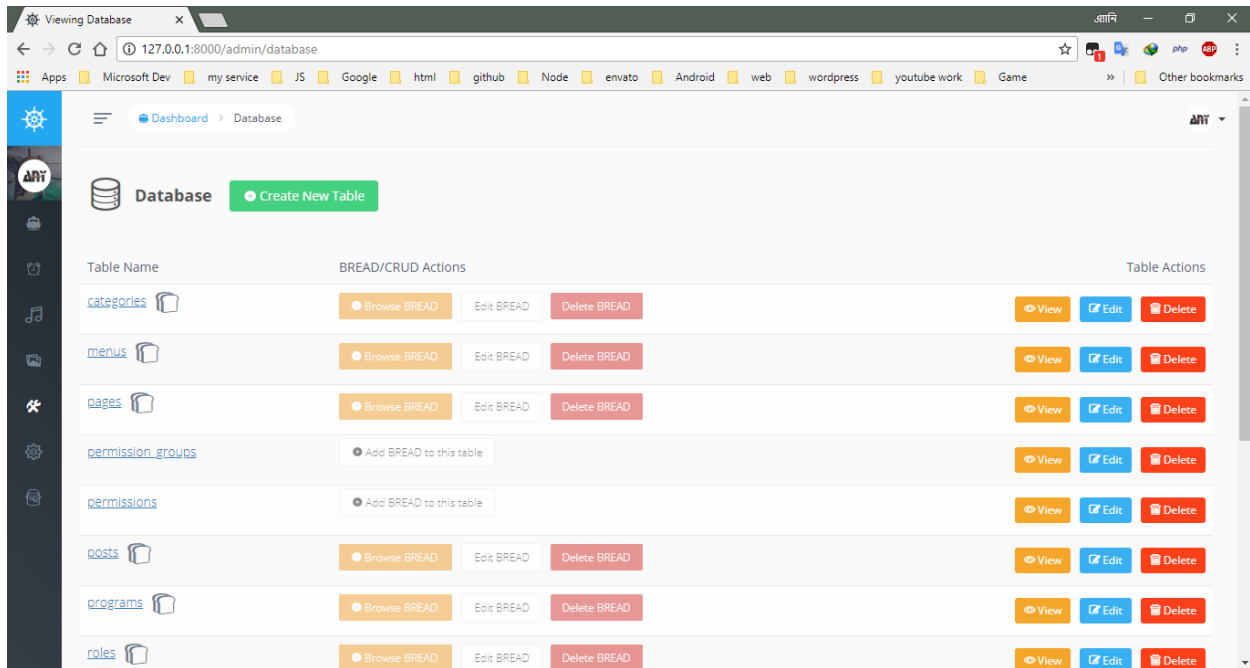 Viewing Database
আনি
127.0.0.1:8000/admin/database
1
php
ABP
Apps Microsoft Dev my service JS Google html github Node envato Android web wordpress youtube work Game » Other bookmarks
Dashboard > Database
ANY
ANY
Database Create New Table
Table Name BREAD/CRUD Actions Table Actions
categories Browse BREAD Edit BREAD Delete BREAD View Edit Delete
menus Browse BREAD Edit BREAD Delete BREAD View Edit Delete
pages Browse BREAD Edit BREAD Delete BREAD View Edit Delete
permission_groups Add BREAD to this table View Edit Delete
permissions Add BREAD to this table View Edit Delete
posts Browse BREAD Edit BREAD Delete BREAD View Edit Delete
programs Browse BREAD Edit BREAD Delete BREAD View Edit Delete
roles Browse BREAD Edit BREAD Delete BREAD View Edit Delete